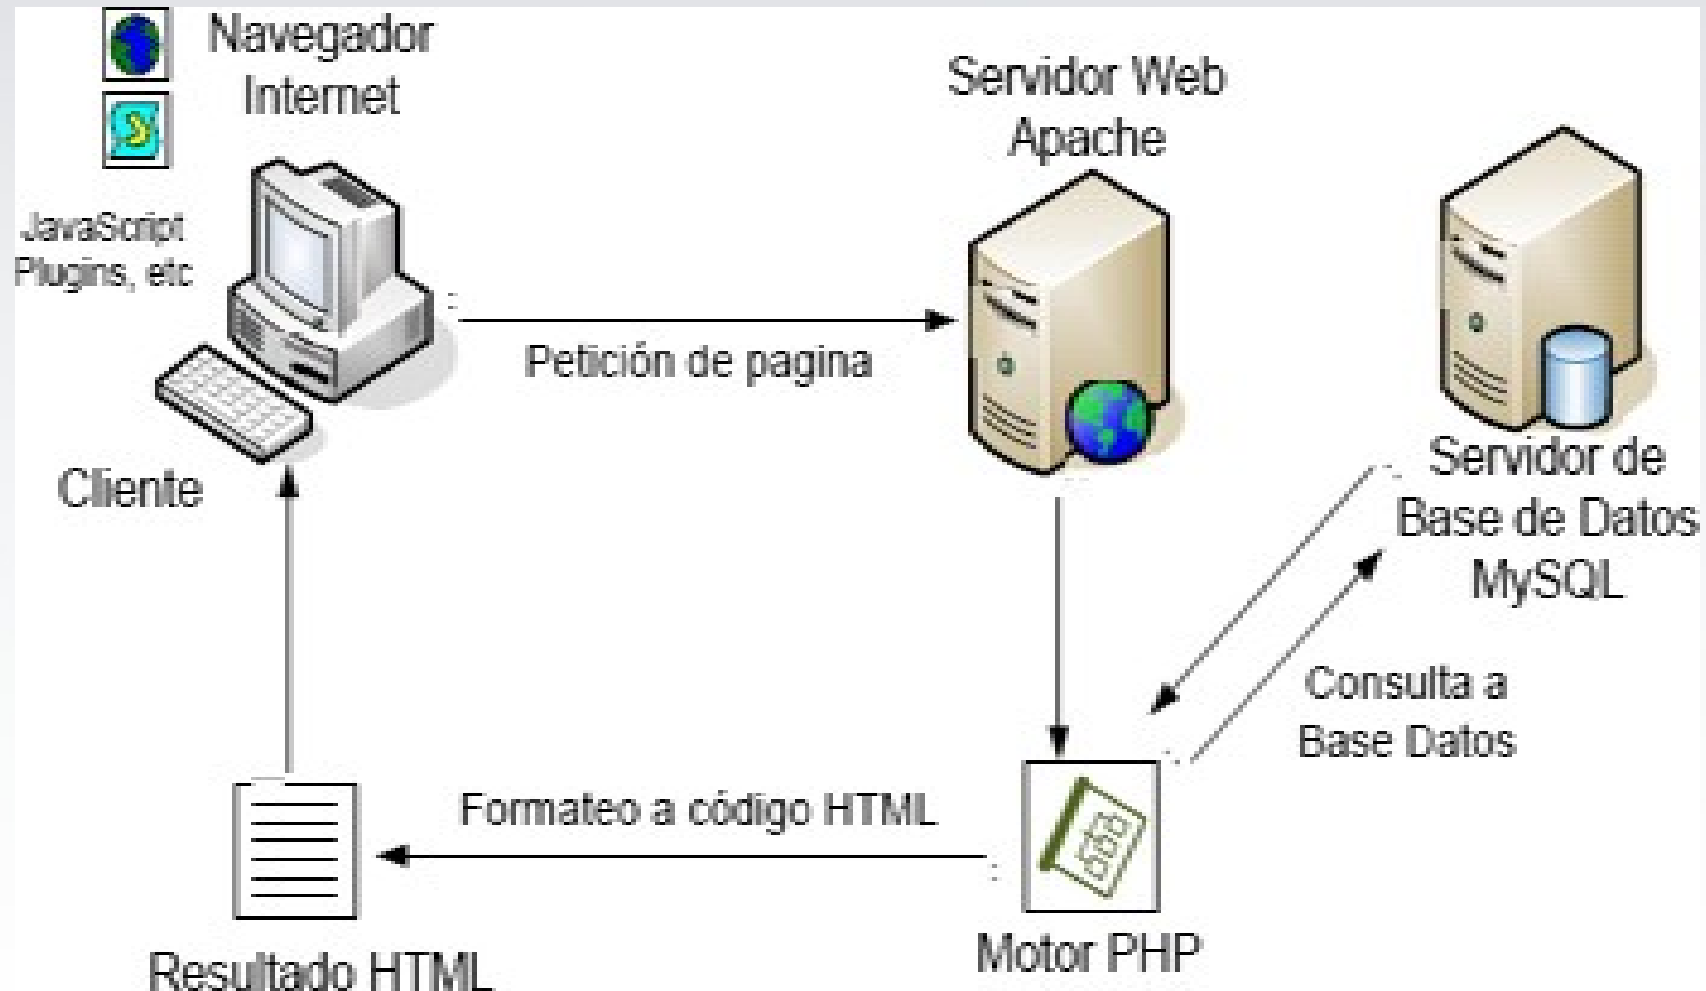 Navegador
Internet
Servidor Web
Apache
JavaScript
Plugins, etc
Petición de pagina
Cliente
Servidor de
Base de Datos
MySQL
Consulta a
Base Datos
Formateo a código HTML
Motor PHP
Resultado HTML